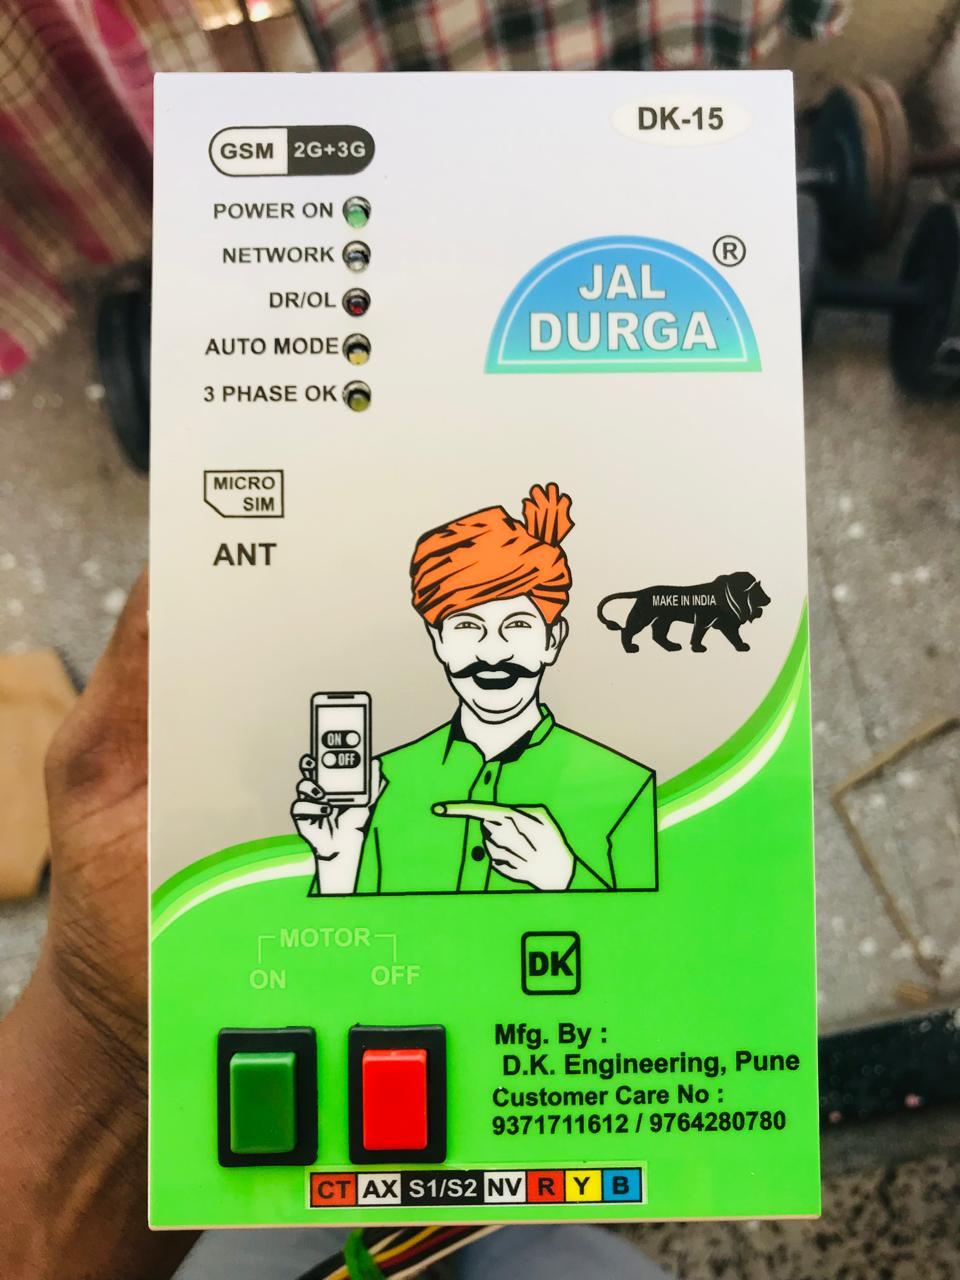 DK-15
GSM 2G+3G
POWER ON
NETWORK
DR/OL
AUTO MODE
3 PHASE OK
JAL
DURGA
®
MICRO
SIM
ANT
MAKE IN INDIA
ON
OFF
MOTOR
ON OFF
DK
Mfg. By :
D.K. Engineering, Pune
Customer Care No :
9371711612 / 9764280780
CT AX S1/S2 NV R Y B